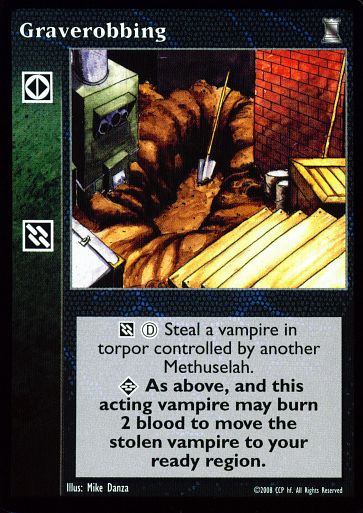 Graverobbing
Ⓓ Steal a vampire in
torpor controlled by another
Methuselah.
As above, and this
acting vampire may burn
2 blood to move the
stolen vampire to your
ready region.
Illus: Mike Danza
©2008 CCP hf. All Rights Reserved